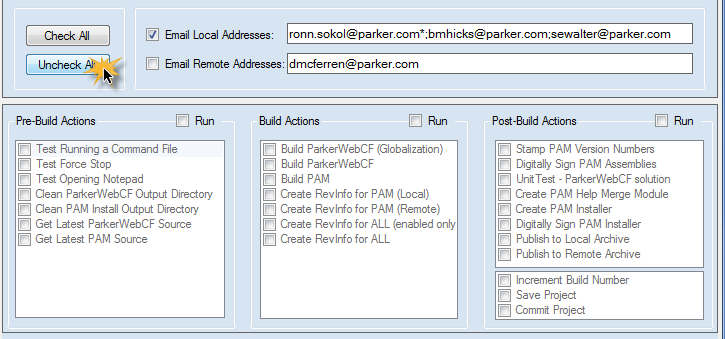 Check All
Uncheck All
Email Local Addresses: ronn.sokol@parker.com*;bmhicks@parker.com;sewalter@parker.com
Email Remote Addresses: dmcferren@parker.com
Pre-Build Actions Run
Test Running a Command File
Test Force Stop
Test Opening Notepad
Clean ParkerWebCF Output Directory
Clean PAM Install Output Directory
Get Latest ParkerWebCF Source
Get Latest PAM Source
Build Actions Run
Build ParkerWebCF (Globalization)
Build ParkerWebCF
Build PAM
Create RevInfo for PAM (Local)
Create RevInfo for PAM (Remote)
Create RevInfo for ALL (enabled only
Create RevInfo for ALL
Post-Build Actions Run
Stamp PAM Version Numbers
Digitally Sign PAM Assemblies
UnitTest - ParkerWebCF solution
Create PAM Help Merge Module
Create PAM Installer
Digitally Sign PAM Installer
Publish to Local Archive
Publish to Remote Archive
Increment Build Number
Save Project
Commit Project